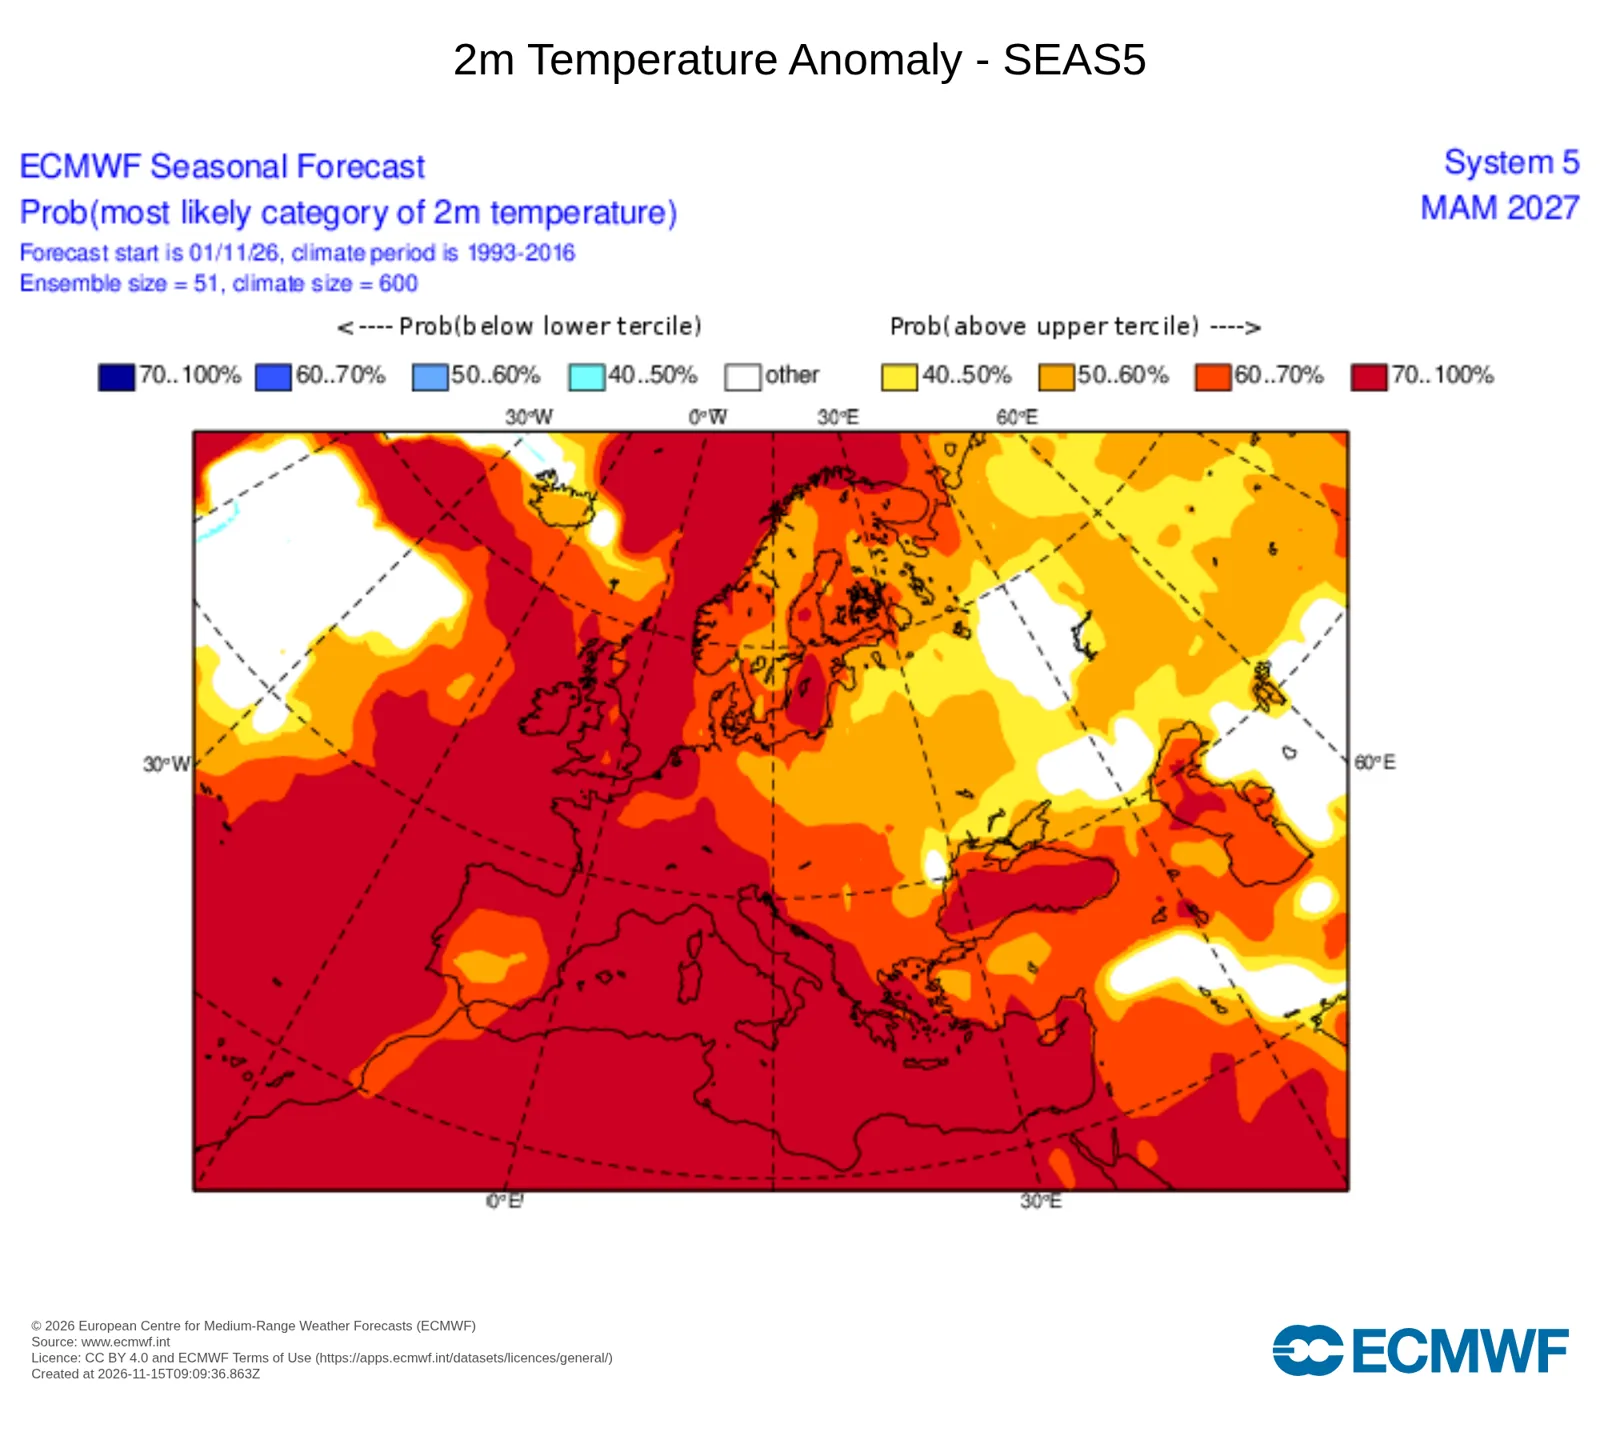 2m Temperature Anomaly - SEAS5
ECMWF Seasonal Forecast
System 5
Prob(most likely category of 2m temperature)
MAM 2027
Forecast start is 01/11/26, climate period is 1993-2016
Ensemble size = 51, climate size = 600
<---- Prob(below lower tercile)
Prob(above upper tercile) ---->
70..100% 60..70% 50..60% 40..50% other 40..50% 50..60% 60..70% 70..100%
30°W 0°W 30°E 60°E
30°W 60°E
0°E 30°E
© 2026 European Centre for Medium-Range Weather Forecasts (ECMWF)
Source: www.ecmwf.int
Licence: CC BY 4.0 and ECMWF Terms of Use (https://apps.ecmwf.int/datasets/licences/general/)
Created at 2026-11-15T09:09:36.863Z
ECMWF